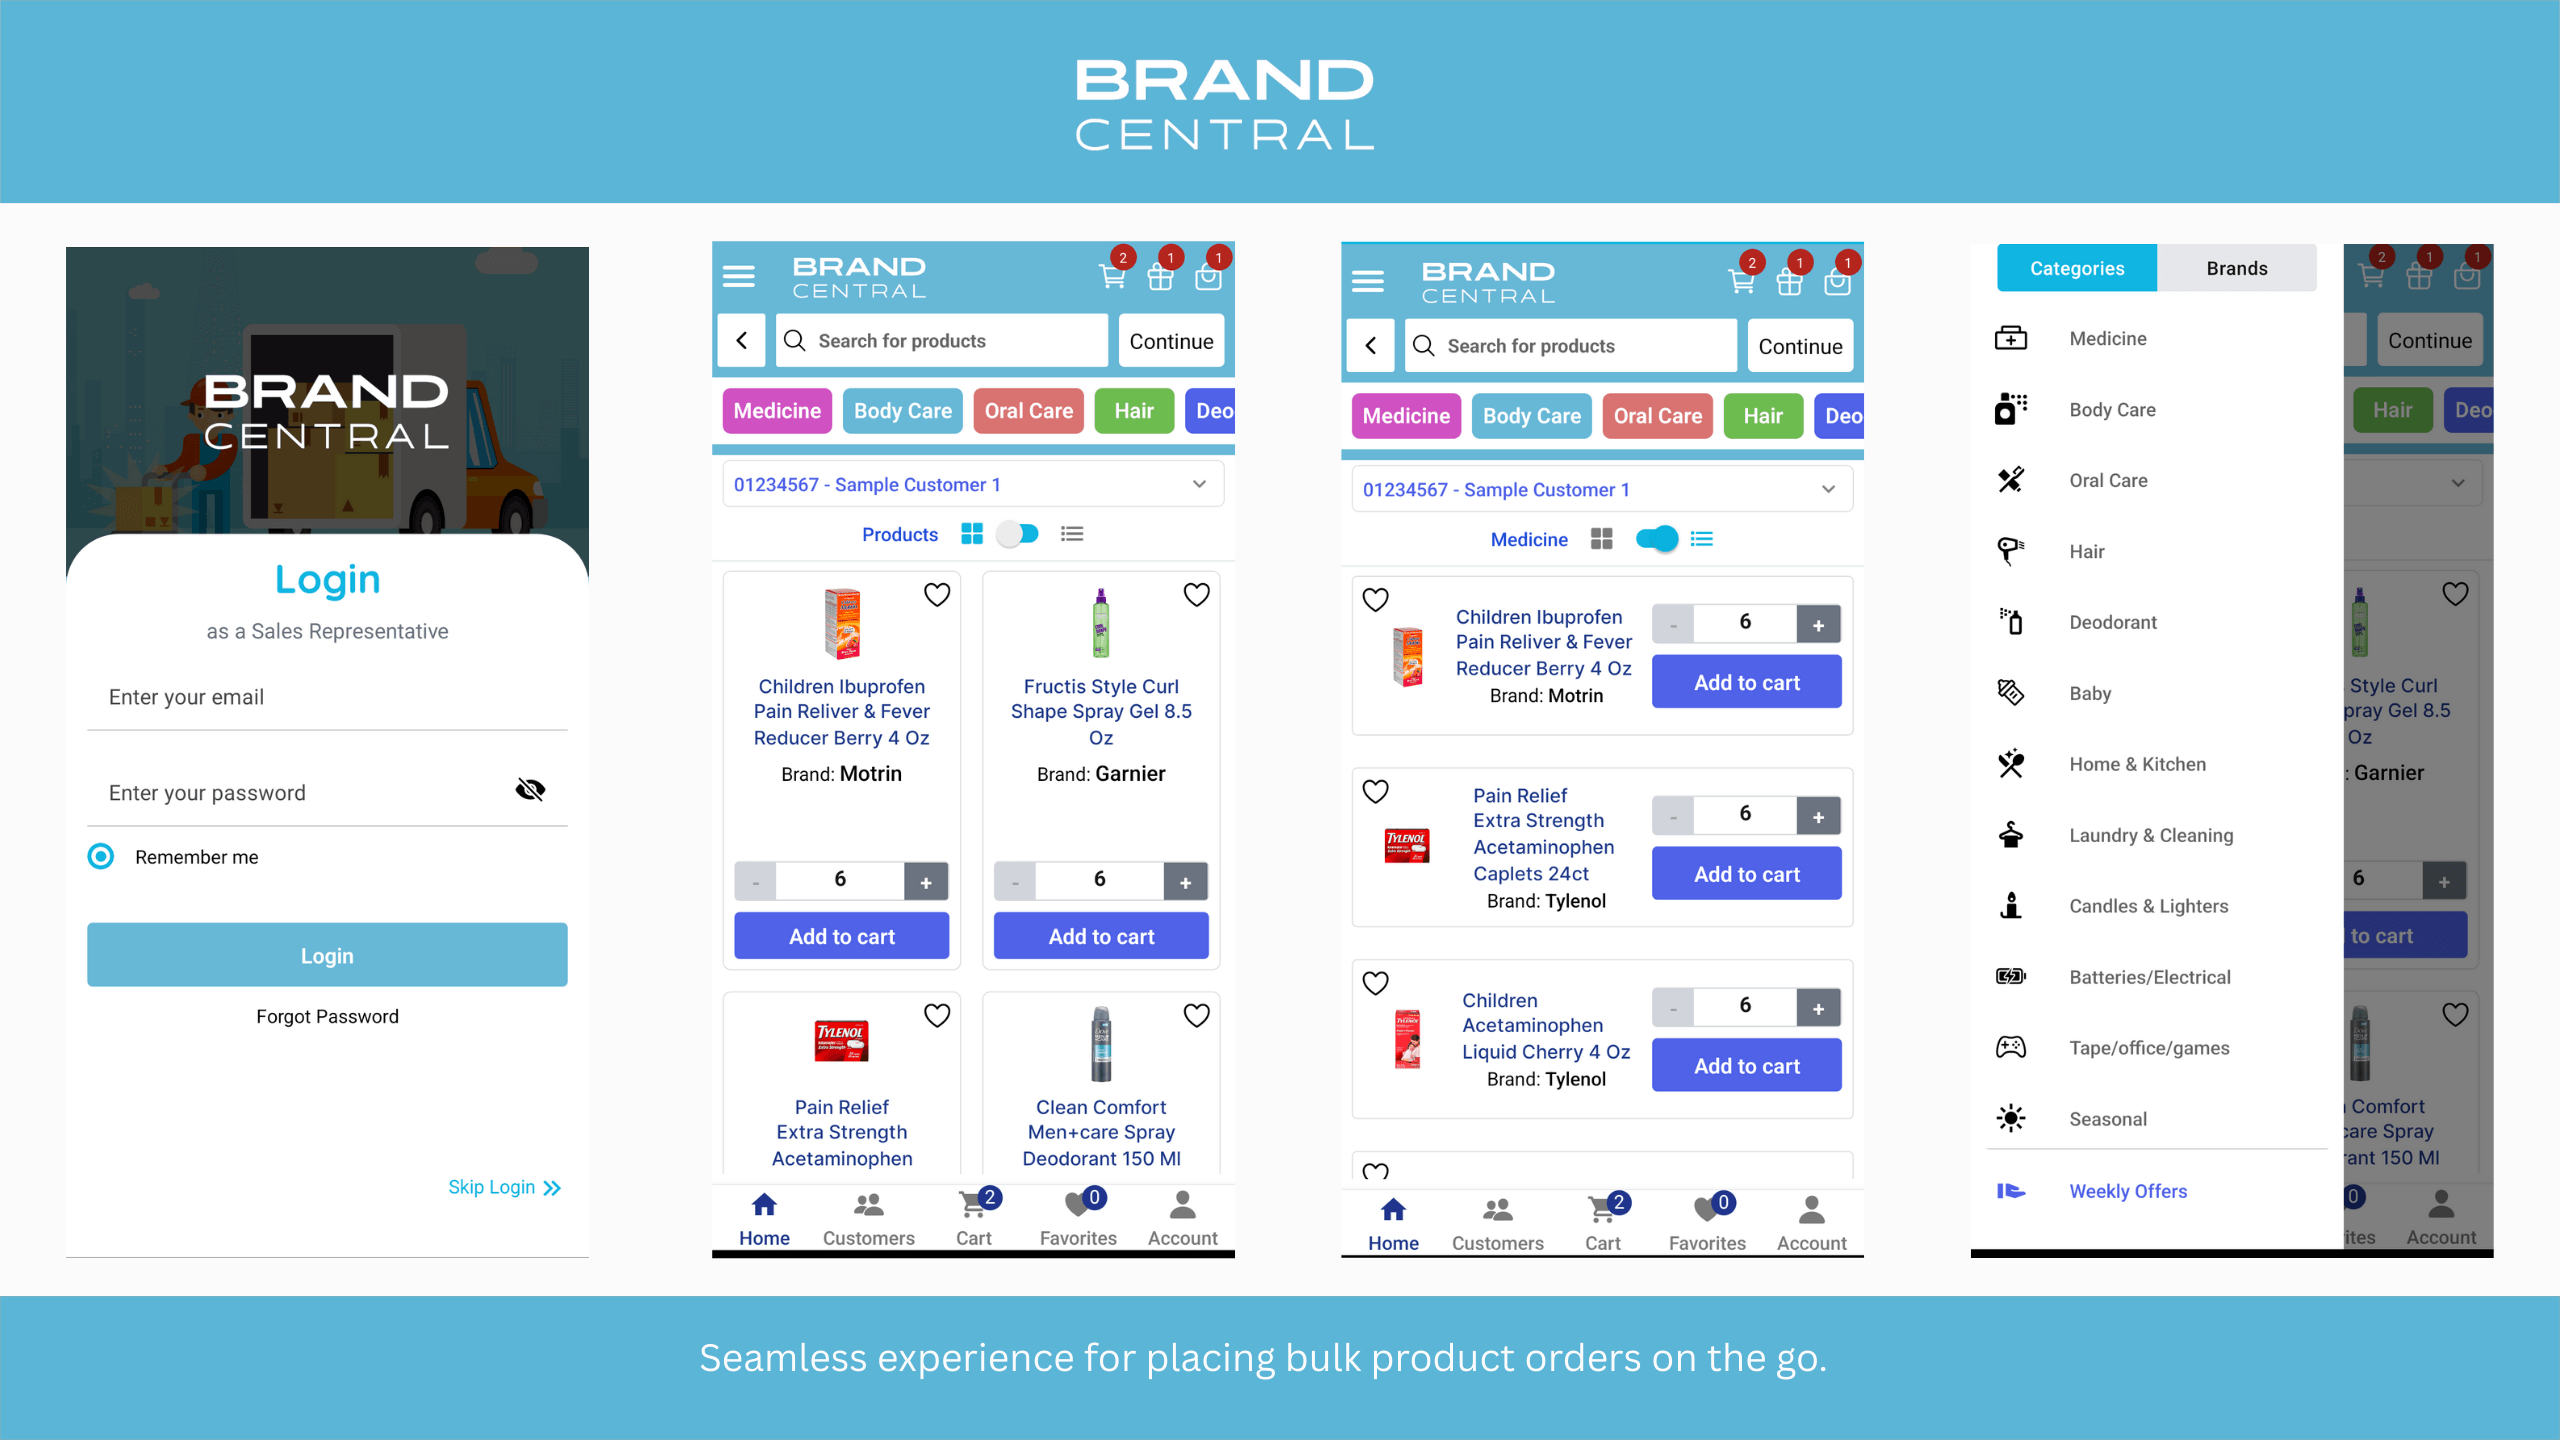 BRAND
CENTRAL
BRAND
CENTRAL
Login
as a Sales Representative
Enter your email
Enter your password
Remember me
Login
Forgot Password
Skip Login
BRAND
CENTRAL
2 1 1
Search for products
Continue
Medicine Body Care Oral Care Hair Deo
01234567 - Sample Customer 1
Products
Children Ibuprofen
Pain Reliver & Fever
Reducer Berry 4 Oz
Brand: Motrin
- 6 +
Add to cart
Fructis Style Curl
Shape Spray Gel 8.5
Oz
Brand: Garnier
- 6 +
Add to cart
TYLENOL
Pain Relief
Extra Strength
Acetaminophen
Clean Comfort
Men+care Spray
Deodorant 150 Ml
2 0
Home Customers Cart Favorites Account
BRAND
CENTRAL
2 1 1
Search for products
Continue
Medicine Body Care Oral Care Hair Deo
01234567 - Sample Customer 1
Medicine
Children Ibuprofen
Pain Reliver & Fever
Reducer Berry 4 Oz
Brand: Motrin
- 6 +
Add to cart
TYLENOL
Pain Relief
Extra Strength
Acetaminophen
Caplets 24ct
Brand: Tylenol
- 6 +
Add to cart
Children
Acetaminophen
Liquid Cherry 4 Oz
Brand: Tylenol
- 6 +
Add to cart
2 0
Home Customers Cart Favorites Account
Categories Brands
Medicine
Body Care
Oral Care
Hair
Deodorant
Baby
Home & Kitchen
Laundry & Cleaning
Candles & Lighters
Batteries/Electrical
Tape/office/games
Seasonal
Weekly Offers
2 1 1
Continue
Hair Deo
Style Curl
pray Gel 8.5
Oz
: Garnier
6 +
to cart
Comfort
care Spray
rant 150 Ml
0
ites Account
Seamless experience for placing bulk product orders on the go.